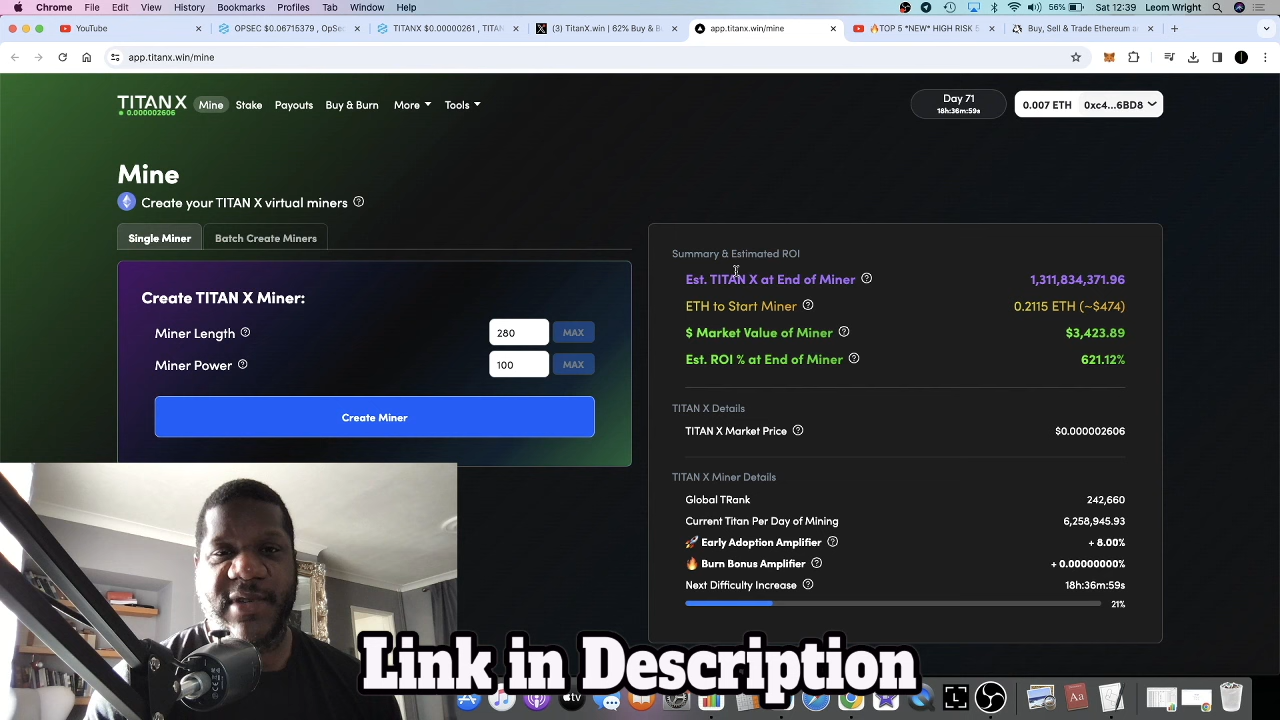 Chrome File Edit View History Bookmarks Profiles Tab Window Help
56% Sat 12:39 Leom Wright
YouTube
OPSEC $0.06715379 , OpSe
TITANX $0.00000261 , TITAN
(3) TitanX.win | 62% Buy & B
app.titanx.win/mine
TOP 5 *NEW* HIGH RISK
Buy, Sell & Trade Ethereum a
app.titanx.win/mine
TITAN X
0.000002606
Mine Stake Payouts Buy & Burn More Tools
Day 71
18h:36m:59s
0.007 ETH 0xc4...6BD8
Mine
Create your TITAN X virtual miners
Single Miner Batch Create Miners
Create TITAN X Miner:
Miner Length 280 MAX
Miner Power 100 MAX
Create Miner
Summary & Estimated ROI
Est. TITAN X at End of Miner 1,311,834,371.96
ETH to Start Miner 0.2115 ETH (~$474)
$ Market Value of Miner $3,423.89
Est. ROI % at End of Miner 621.12%
TITAN X Details
TITAN X Market Price $0.000002606
TITAN X Miner Details
Global TRank 242,660
Current Titan Per Day of Mining 6,258,945.93
🚀 Early Adoption Amplifier + 8.00%
🔥 Burn Bonus Amplifier + 0.00000000%
Next Difficulty Increase 18h:36m:59s
21%
Link in Description